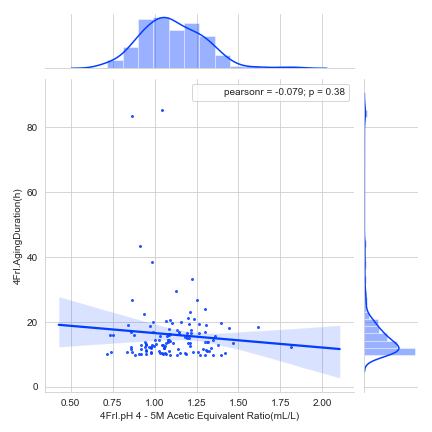 pearsonr = -0.079; p = 0.38
80
60
40
20
0
4Frl.AgingDuration(h)
0.50 0.75 1.00 1.25 1.50 1.75 2.00
4Frl.pH 4 - 5M Acetic Equivalent Ratio(mL/L)